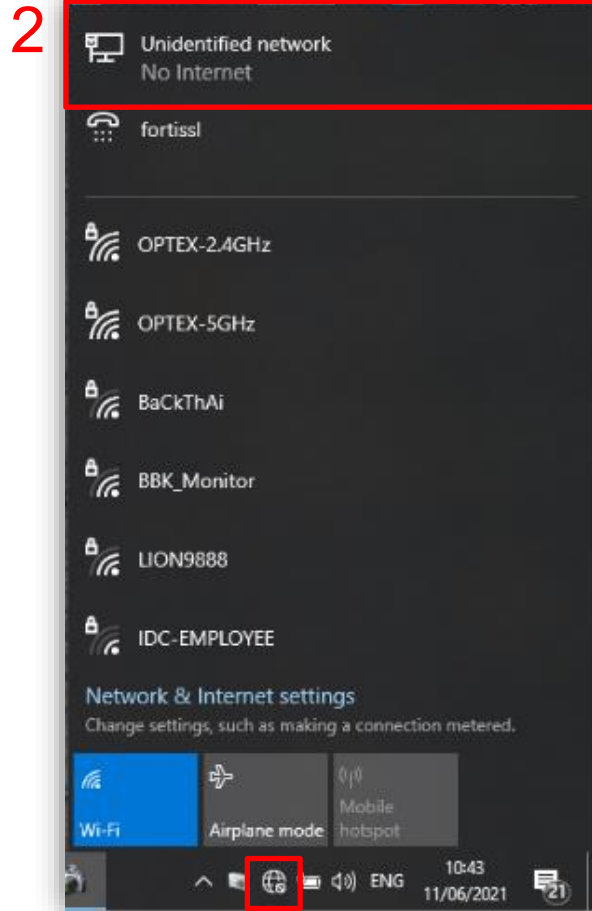 2
Unidentified network
No Internet
fortissl
OPTEX-2.4GHz
OPTEX-5GHz
BaCkThAi
BBK_Monitor
LION9888
IDC-EMPLOYEE
Network & Internet settings
Change settings, such as making a connection metered.
Wi-Fi
Airplane mode
Mobile
hotspot
ENG
10:43
11/06/2021
21